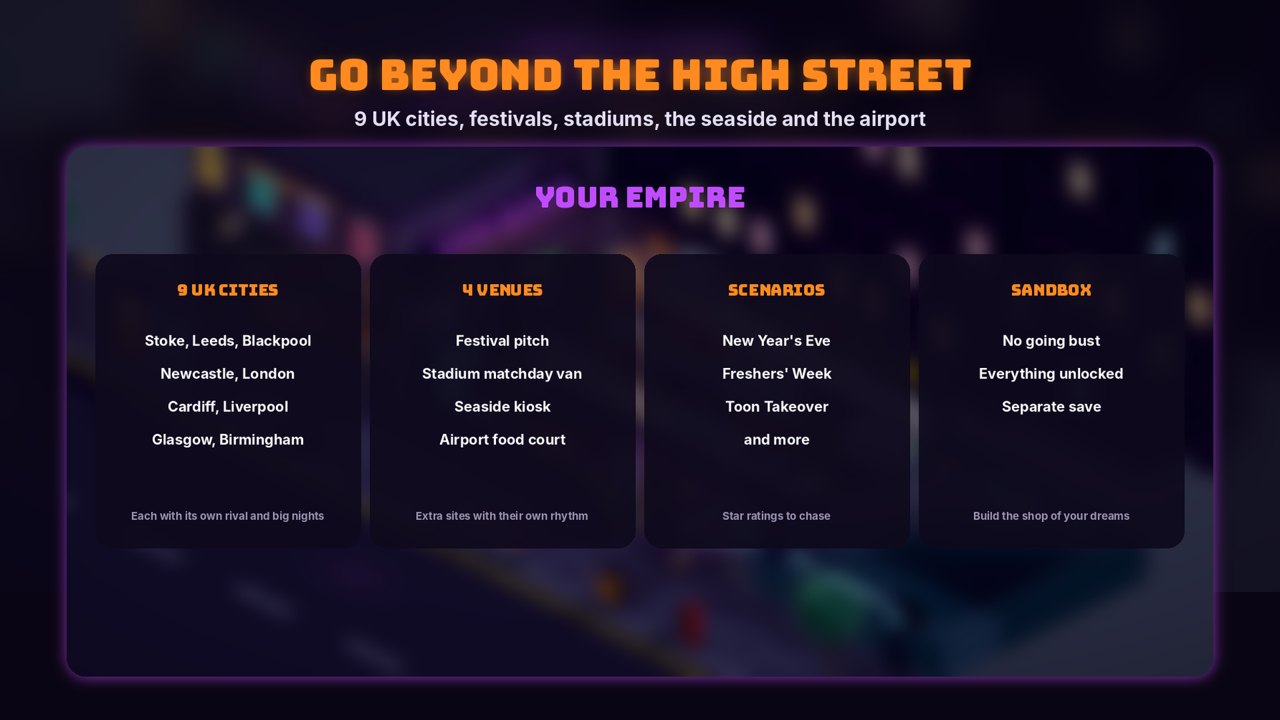 GO BEYOND THE HIGH STREET
9 UK cities, festivals, stadiums, the seaside and the airport
YOUR EMPIRE
9 UK CITIES
Stoke, Leeds, Blackpool
Newcastle, London
Cardiff, Liverpool
Glasgow, Birmingham
Each with its own rival and big nights
4 VENUES
Festival pitch
Stadium matchday van
Seaside kiosk
Airport food court
Extra sites with their own rhythm
SCENARIOS
New Year's Eve
Freshers' Week
Toon Takeover
and more
Star ratings to chase
SANDBOX
No going bust
Everything unlocked
Separate save
Build the shop of your dreams